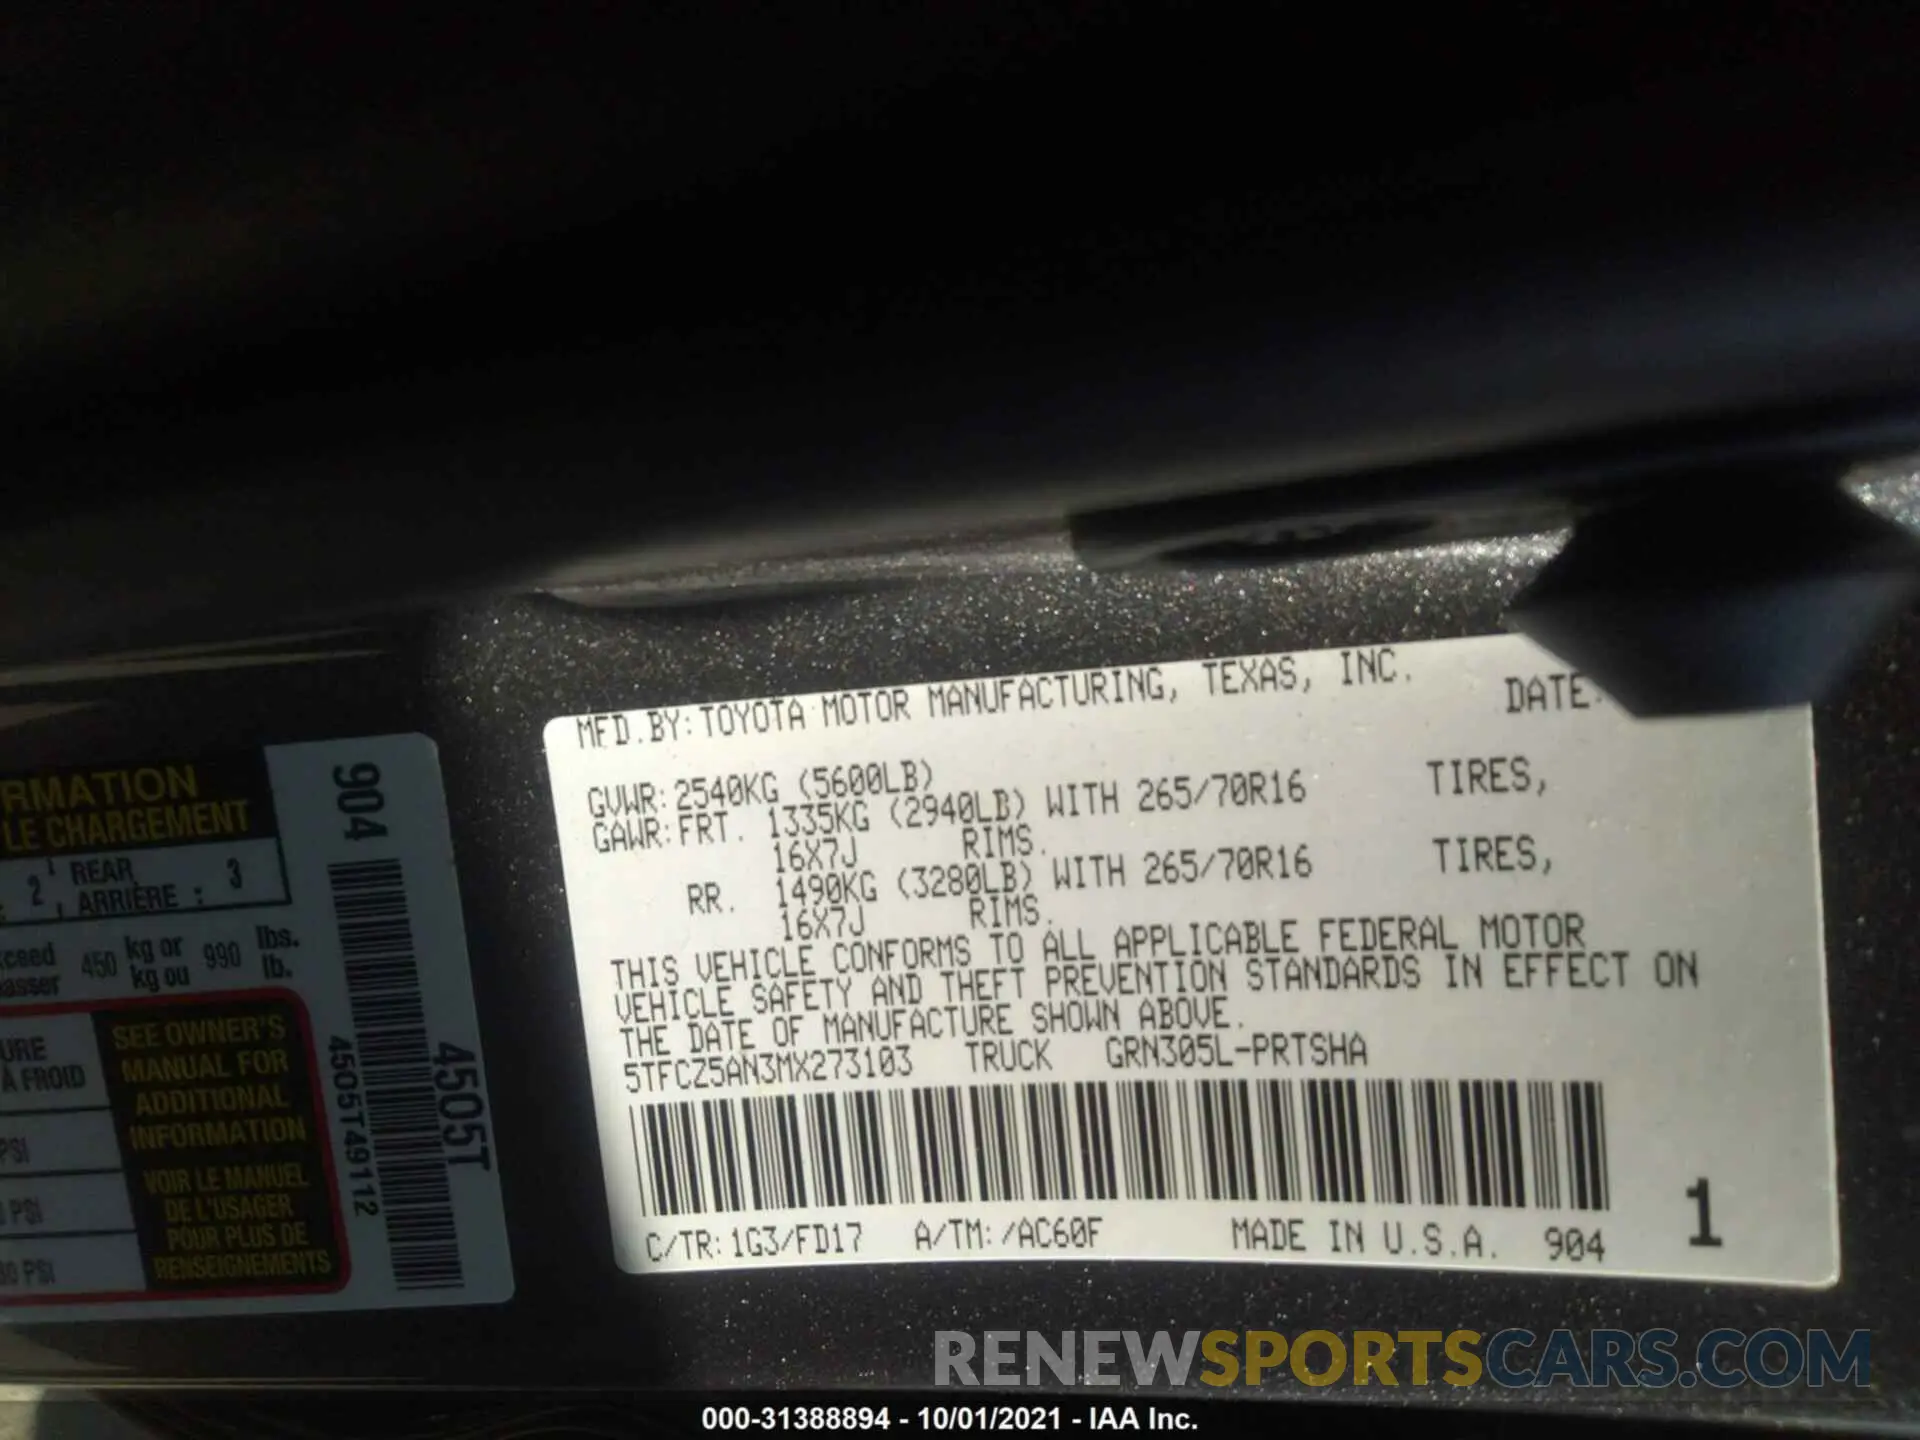 RMATION
LE CHARGEMENT
2 REAR 3
ARRIÈRE :
450 kg or 990 lbs.
kg ou lb.
URE
À FROID
PSI
PSI
PSI
SEE OWNER'S
MANUAL FOR
ADDITIONAL
INFORMATION
VOIR LE MANUEL
DE L'USAGER
POUR PLUS DE
RENSEIGNEMENTS
904
4505T49112
4505T
MFD.BY:TOYOTA MOTOR MANUFACTURING, TEXAS, INC. DATE:
GVWR:2540KG (5600LB)
GAWR:FRT. 1335KG (2940LB) WITH 265/70R16 TIRES,
16X7J RIMS.
RR. 1490KG (3280LB) WITH 265/70R16 TIRES,
16X7J RIMS.
THIS VEHICLE CONFORMS TO ALL APPLICABLE FEDERAL MOTOR
VEHICLE SAFETY AND THEFT PREVENTION STANDARDS IN EFFECT ON
THE DATE OF MANUFACTURE SHOWN ABOVE.
5TFCZ5AN3MX273103 TRUCK GRN305L-PRTSHA
C/TR:1G3/FD17 A/TM:/AC60F MADE IN U.S.A. 904 1
RENEWSPORTSCARS.COM
000-31388894 - 10/01/2021 - IAA Inc.